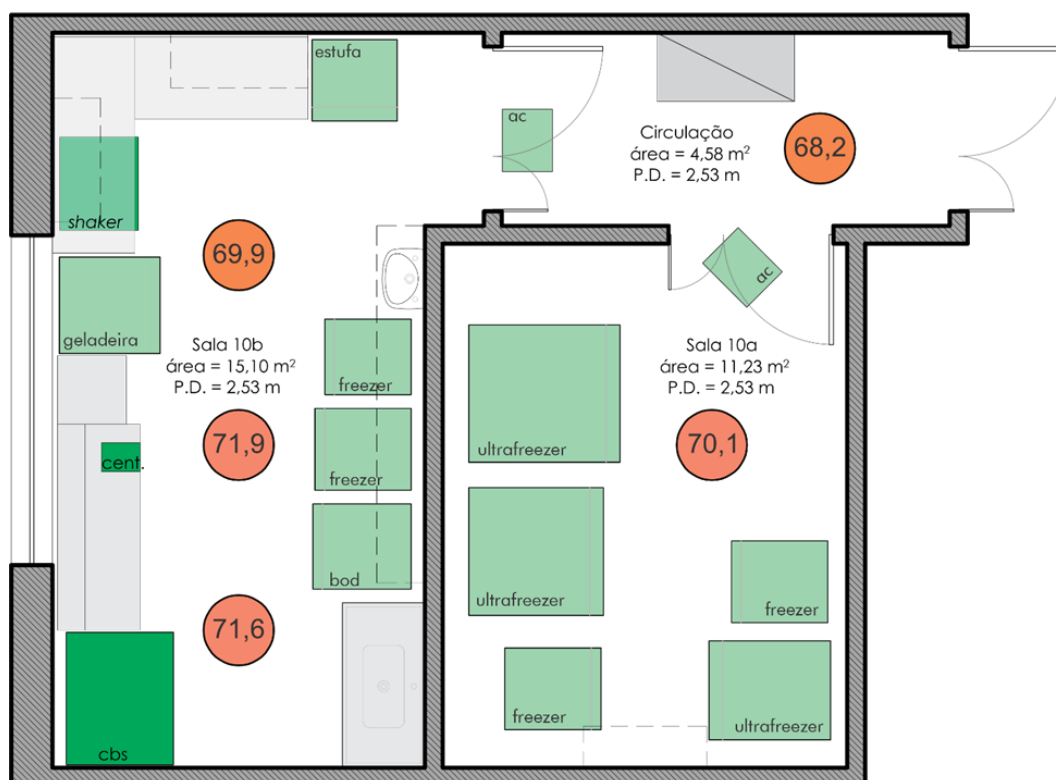 estufa
ac
Circulação
área = 4,58 m²
P.D. = 2,53 m
68,2
shaker
69,9
ac
geladeira
Sala 10b
área = 15,10 m²
P.D. = 2,53 m
Sala 10a
área = 11,23 m²
P.D. = 2,53 m
freezer
71,9
70,1
ultrafreezer
cent.
freezer
bod
ultrafreezer
freezer
71,6
freezer
ultrafreezer
cbs